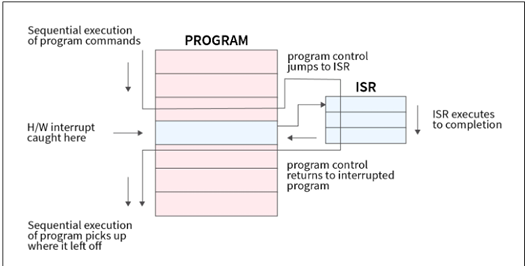 Sequential execution
of program commands
PROGRAM
program control
jumps to ISR
ISR
H/W interrupt
caught here
ISR executes
to completion
program control
returns to interrupted
program
Sequential execution
of program picks up
where it left off